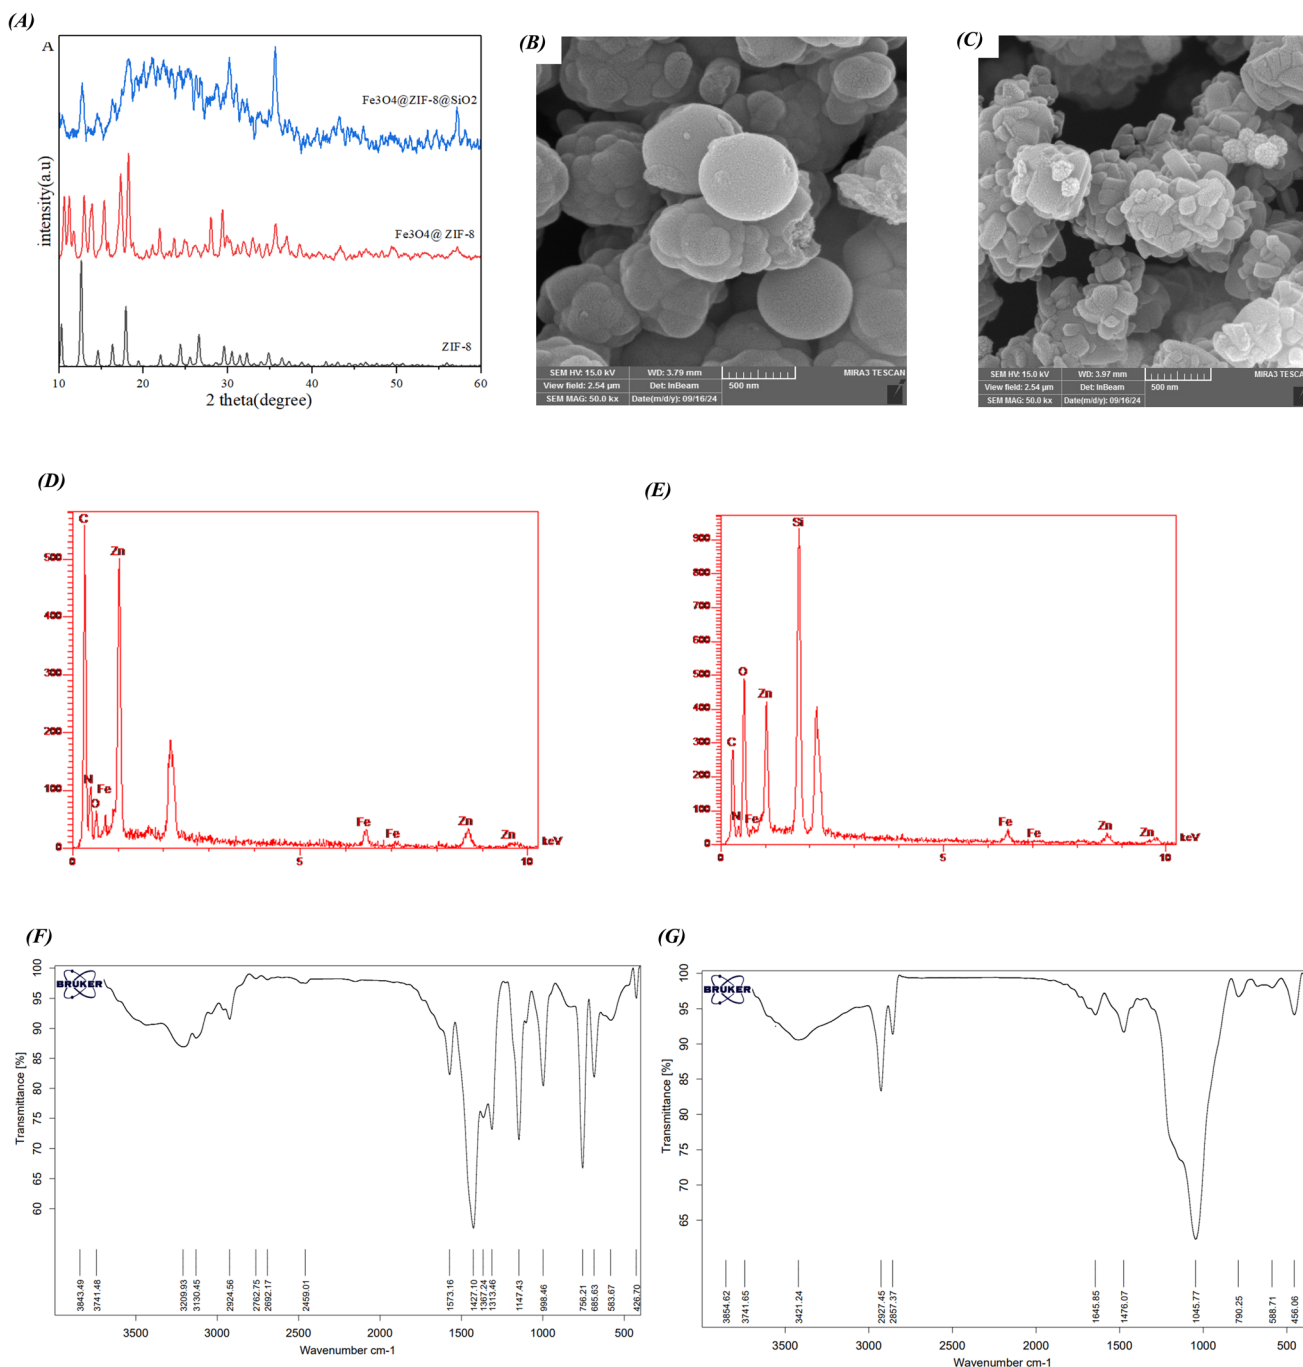 (A)
A
Fe3O4@ZIF-8@SiO2
Fe3O4@ ZIF-8
ZIF-8
intensity(a.u)
10 20 30 40 50 60
2 theta(degree)
(B)
SEM HV: 15.0 kV WD: 3.79 mm MIRA3 TESCAN
View field: 2.54 µm Det: InBeam 500 nm
SEM MAG: 50.0 kx Date(m/d/y): 09/16/24
(C)
SEM HV: 15.0 kV WD: 3.97 mm MIRA3 TESCA
View field: 2.54 µm Det: InBeam 500 nm
SEM MAG: 50.0 kx Date(m/d/y): 09/16/24
(D)
C
Zn
500
400
300
200
100
0
N
O
Fe
Fe
Fe
Zn
Zn
keV
5 10
(E)
Si
900
800
700
600
500
400
300
200
100
0
O
Zn
C
N
Fe
Fe
Fe
Zn
Zn
keV
5 10
(F)
BRUKER
Transmittance [%]
100
95
90
85
80
75
70
65
60
3843.49
3741.48
3209.93
3130.45
2924.56
2762.75
2692.17
2459.01
1573.16
1427.10
1367.24
1313.46
1147.43
998.46
756.21
685.63
583.67
426.70
3500 3000 2500 2000 1500 1000 500
Wavenumber cm-1
(G)
BRUKER
Transmittance [%]
100
95
90
85
80
75
70
65
3854.62
3741.65
3421.24
2927.45
2857.37
1645.85
1476.07
1045.77
790.25
588.71
456.06
3500 3000 2500 2000 1500 1000 500
Wavenumber cm-1